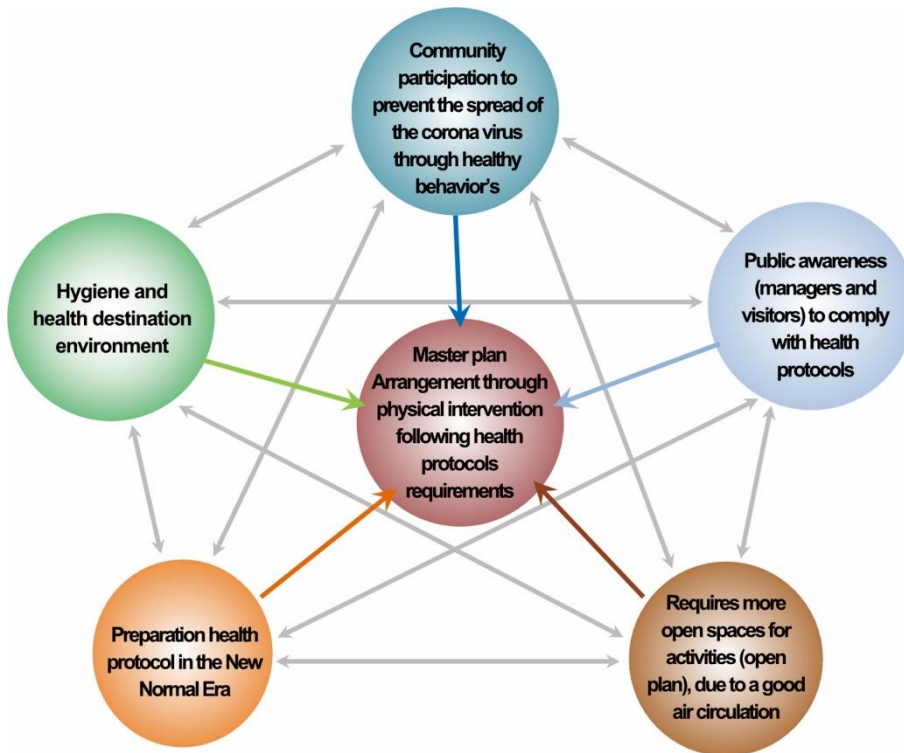 Community
participation to
prevent the spread of
the corona virus
through healthy
behavior's
Hygiene and
health destination
environment
Public awareness
(managers and
visitors) to comply
with health
protocols
Master plan
Arrangement through
physical intervention
following health
protocols
requirements
Preparation health
protocol in the New
Normal Era
Requires more
open spaces for
activities (open
plan), due to a good
air circulation